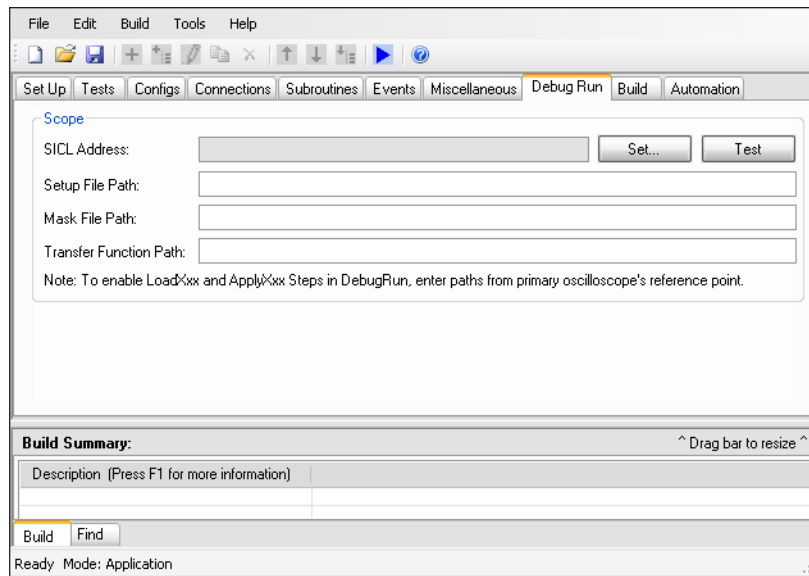 File Edit Build Tools Help
Set Up Tests Configs Connections Subroutines Events Miscellaneous Debug Run Build Automation
Scope
SICL Address: Set... Test
Setup File Path:
Mask File Path:
Transfer Function Path:
Note: To enable LoadXxx and ApplyXxx Steps in DebugRun, enter paths from primary oscilloscope's reference point.
Build Summary: ^ Drag bar to resize ^
Description (Press F1 for more information)
Build Find
Ready Mode: Application